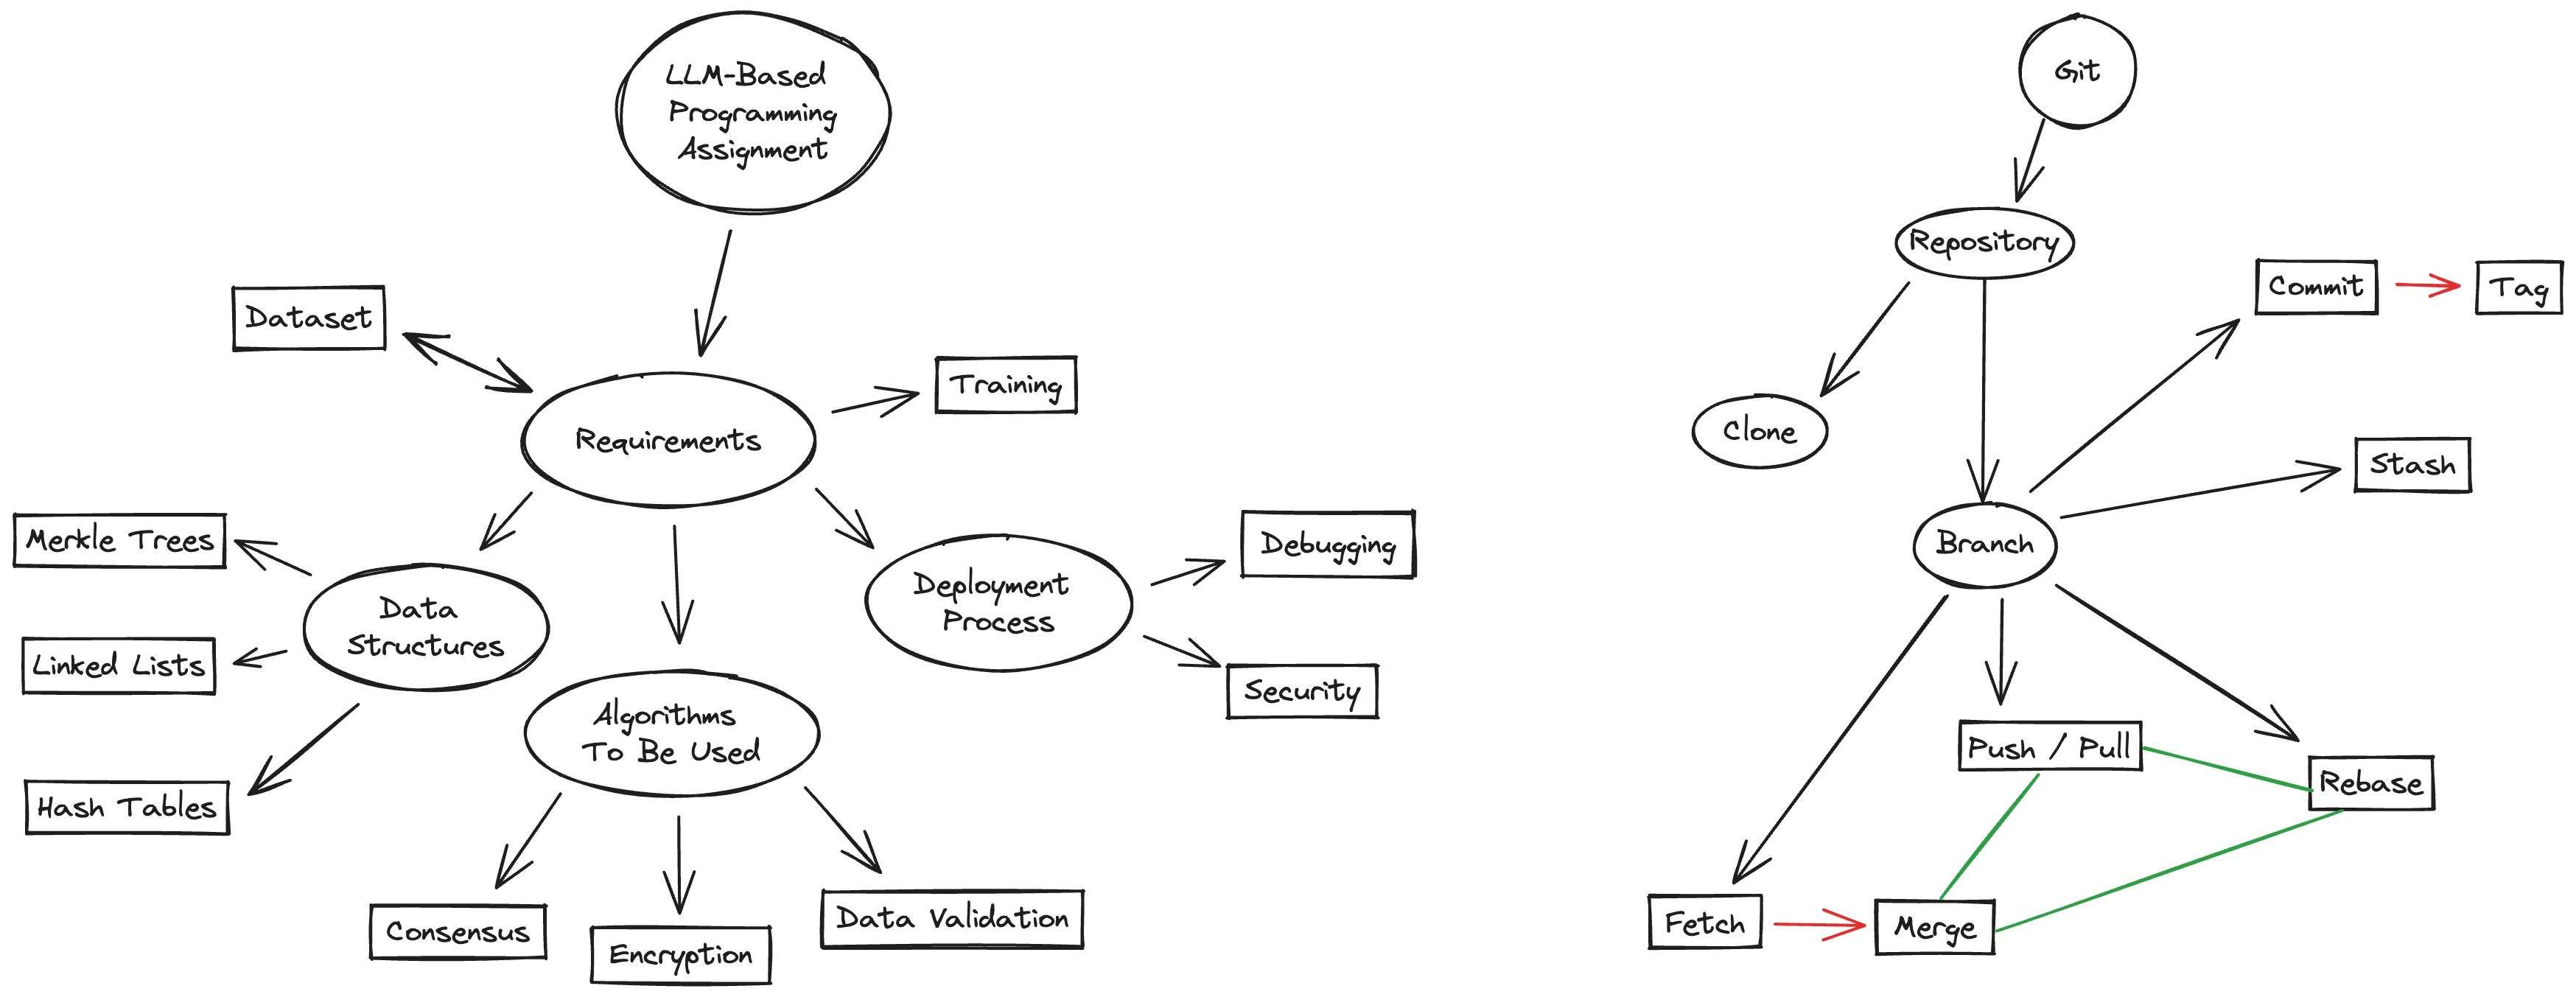 LLM-Based
Programming
Assignment
Dataset
Training
Requirements
Merkle Trees
Linked Lists
Hash Tables
Data
Structures
Deployment
Process
Debugging
Security
Algorithms
To Be Used
Consensus
Encryption
Data Validation
Git
Repository
Commit
Tag
Clone
Stash
Branch
Push / Pull
Rebase
Fetch
Merge